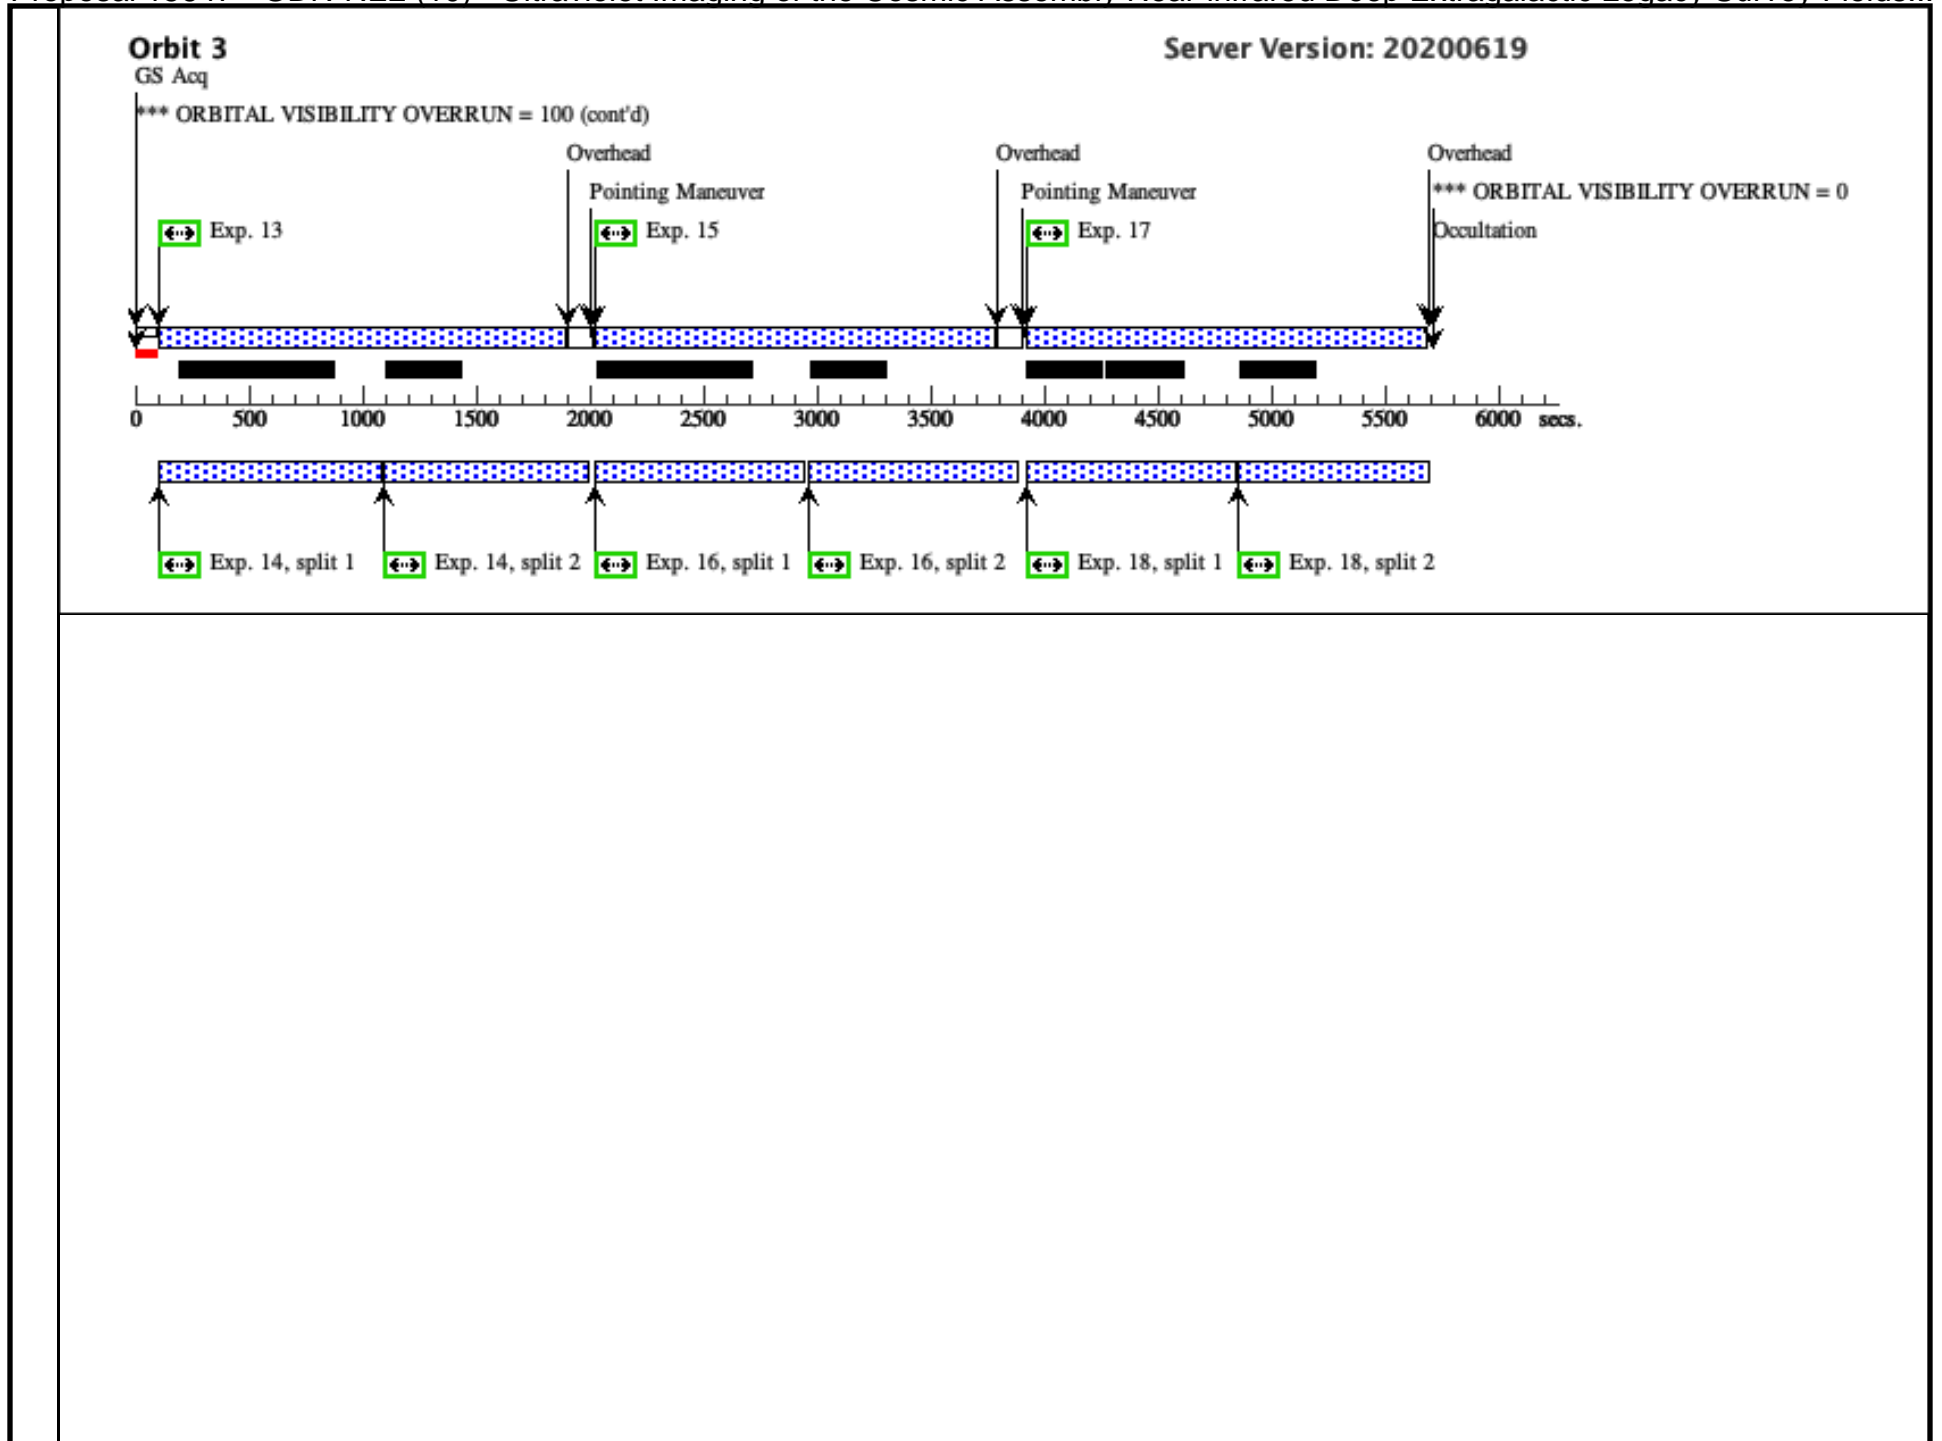 Orbit 3
Server Version: 20200619
GS Acq
*** ORBITAL VISIBILITY OVERRUN = 100 (cont'd)
Overhead
Overhead
Overhead
Pointing Maneuver
Pointing Maneuver
*** ORBITAL VISIBILITY OVERRUN = 0
Exp. 13
Exp. 15
Exp. 17
Occultation
0 500 1000 1500 2000 2500 3000 3500 4000 4500 5000 5500 6000 secs.
Exp. 14, split 1
Exp. 14, split 2
Exp. 16, split 1
Exp. 16, split 2
Exp. 18, split 1
Exp. 18, split 2